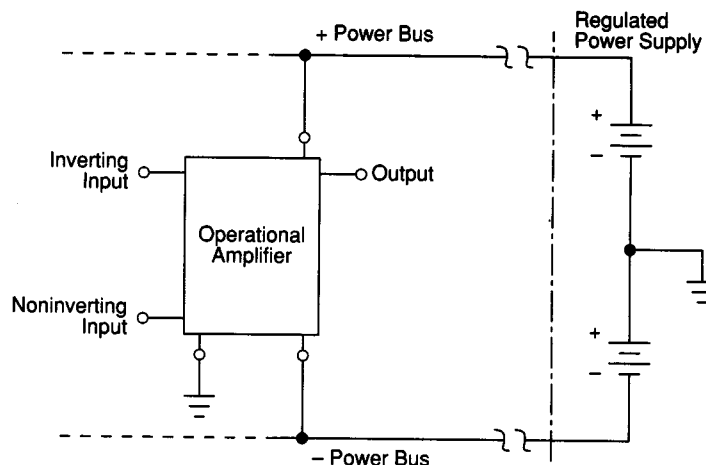 + Power Bus
Regulated
Power Supply
+
−
Inverting
Input
Output
Operational
Amplifier
Noninverting
Input
+
−
− Power Bus